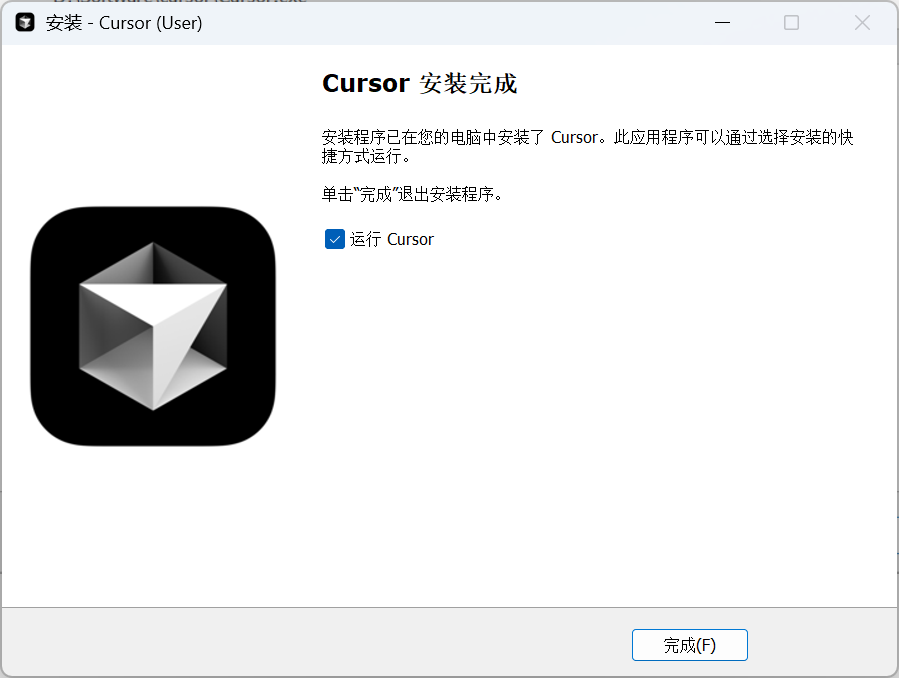 安装 - Cursor (User)
Cursor 安装完成
安装程序已在您的电脑中安装了 Cursor。此应用程序可以通过选择安装的快
捷方式运行。
单击“完成”退出安装程序。
运行 Cursor
完成(F)